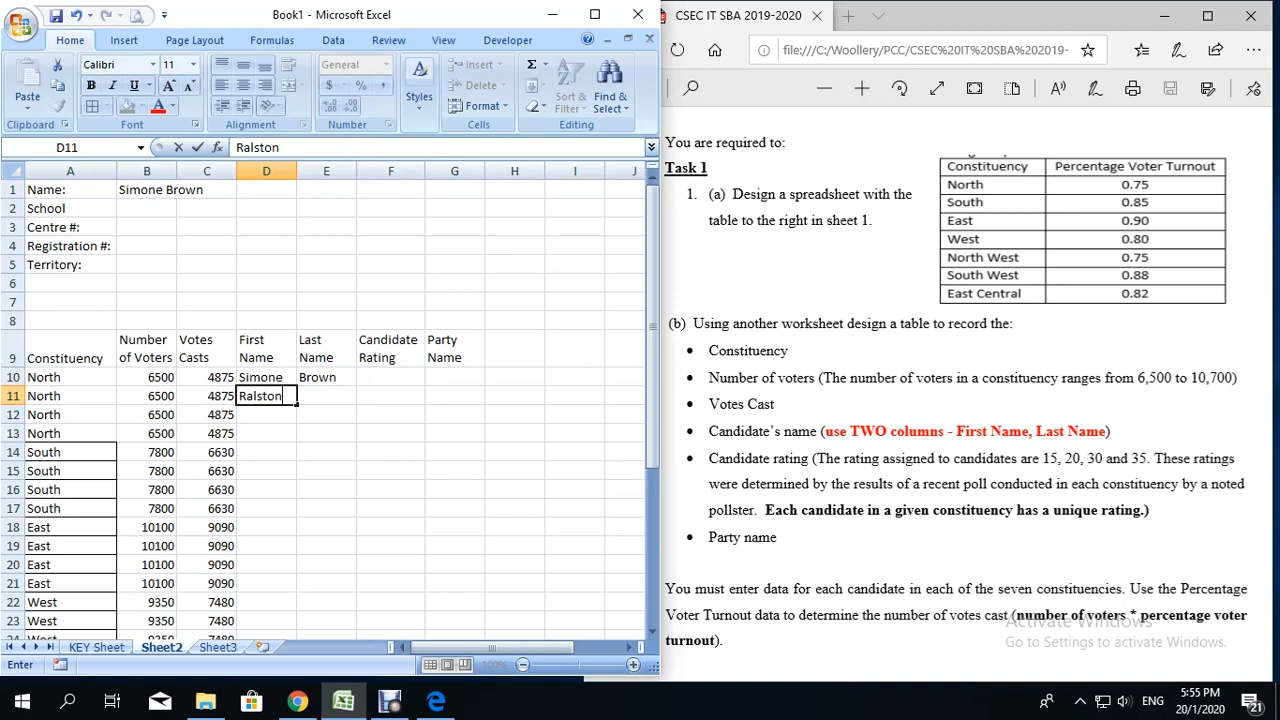 Book1 - Microsoft Excel
Home Insert Page Layout Formulas Data Review View Developer
Paste
Calibri 11
B I U
General
$ % ,
Styles
Insert
Delete
Format
Σ
Sort & Filter
Find & Select
Clipboard Font Alignment Number Cells Editing
D11 fx Ralston
A B C D E F G H I J
1 Name: Simone Brown
2 School
3 Centre #:
4 Registration #:
5 Territory:
6
7
8
9 Constituency Number of Voters Votes Casts First Name Last Name Candidate Rating Party Name
10 North 6500 4875 Simone Brown
11 North 6500 4875 Ralston
12 North 6500 4875
13 North 6500 4875
14 South 7800 6630
15 South 7800 6630
16 South 7800 6630
17 South 7800 6630
18 East 10100 9090
19 East 10100 9090
20 East 10100 9090
21 East 10100 9090
22 West 9350 7480
23 West 9350 7480
24 West 9350 7480
KEY Sheet Sheet2 Sheet3
Enter 100%
CSEC IT SBA 2019-2020
file:///C:/Woollery/PCC/CSEC%20IT%20SBA%202019-
You are required to:
Task 1
1. (a) Design a spreadsheet with the
table to the right in sheet 1.
Constituency Percentage Voter Turnout
North 0.75
South 0.85
East 0.90
West 0.80
North West 0.75
South West 0.88
East Central 0.82
(b) Using another worksheet design a table to record the:
• Constituency
• Number of voters (The number of voters in a constituency ranges from 6,500 to 10,700)
• Votes Cast
• Candidate's name (use TWO columns - First Name, Last Name)
• Candidate rating (The rating assigned to candidates are 15, 20, 30 and 35. These ratings
were determined by the results of a recent poll conducted in each constituency by a noted
pollster. Each candidate in a given constituency has a unique rating.)
• Party name
You must enter data for each candidate in each of the seven constituencies. Use the Percentage
Voter Turnout data to determine the number of votes cast (number of voters * percentage voter
turnout).
Activate Windows
Go to Settings to activate Windows.
ENG
5:55 PM
20/1/2020
21